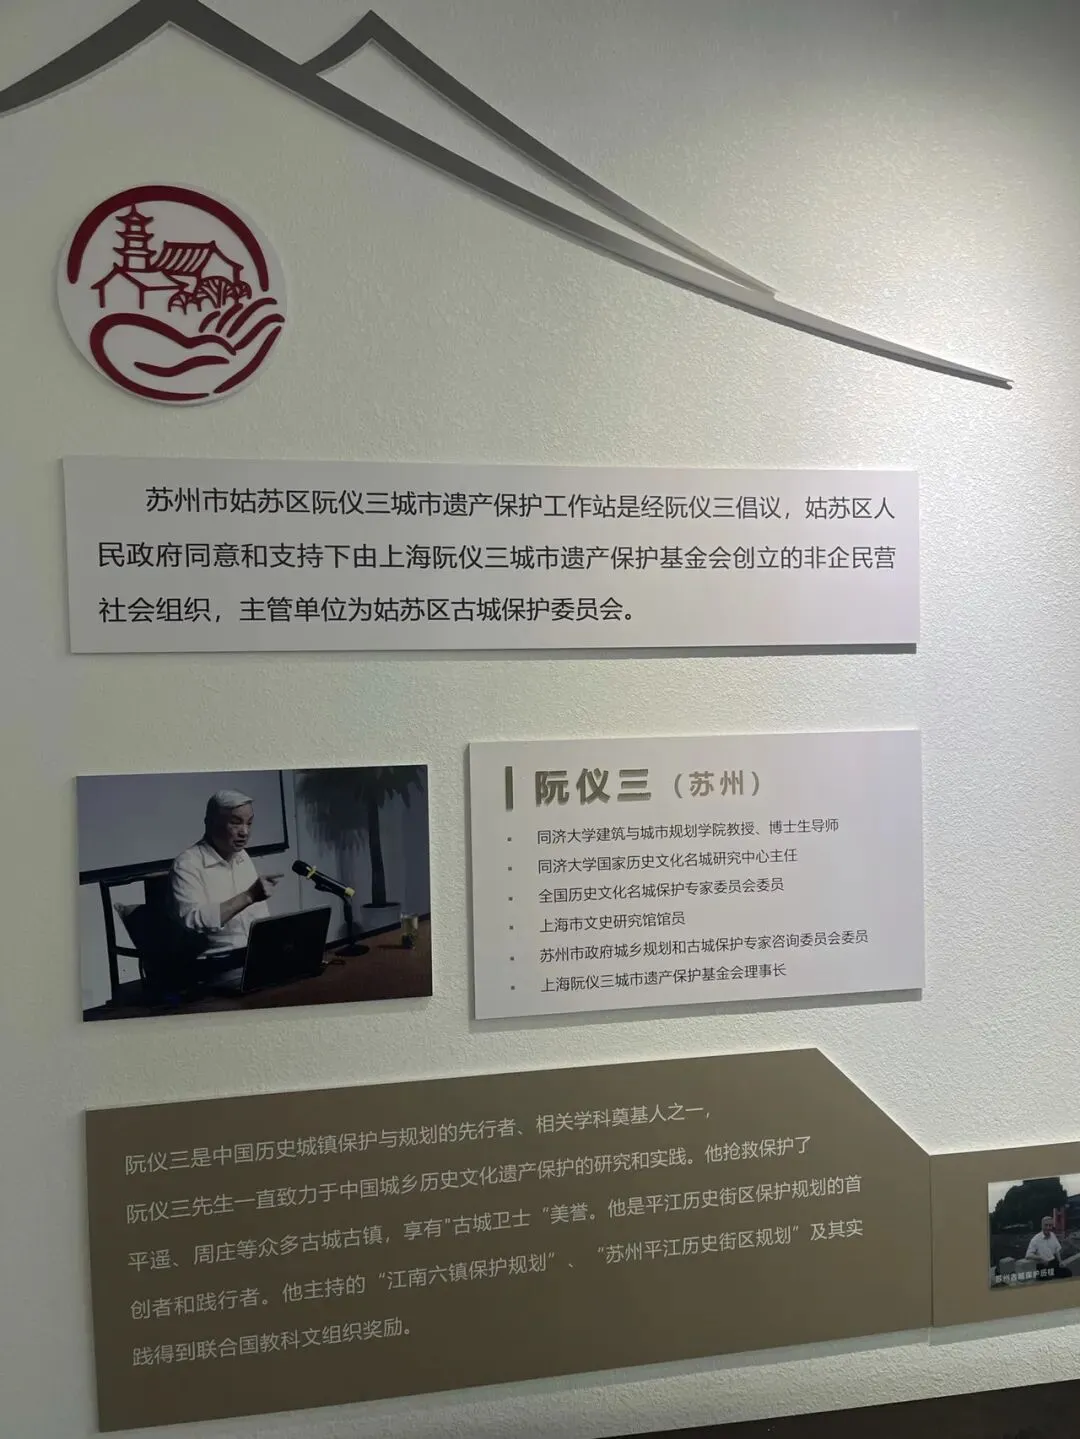 苏州市姑苏区阮仪三城市遗产保护工作站是经阮仪三倡议，姑苏区人
民政府同意和支持下由上海阮仪三城市遗产保护基金会创立的非企民营
社会组织，主管单位为姑苏区古城保护委员会。
阮仪三（苏州）
同济大学建筑与城市规划学院教授、博士生导师
同济大学国家历史文化名城研究中心主任
全国历史文化名城保护专家委员会委员
上海市文史研究馆馆员
苏州市政府城乡规划和古城保护专家咨询委员会委员
上海阮仪三城市遗产保护基金会理事长
阮仪三是中国历史城镇保护与规划的先行者、相关学科奠基人之一，
阮仪三先生一直致力于中国城乡历史文化遗产保护的研究和实践。他抢救保护了
平遥、周庄等众多古城古镇，享有"古城卫士“美誉。他是平江历史街区保护规划的首
创者和践行者。他主持的“江南六镇保护规划”、“苏州平江历史街区规划”及其实
践得到联合国教科文组织奖励。